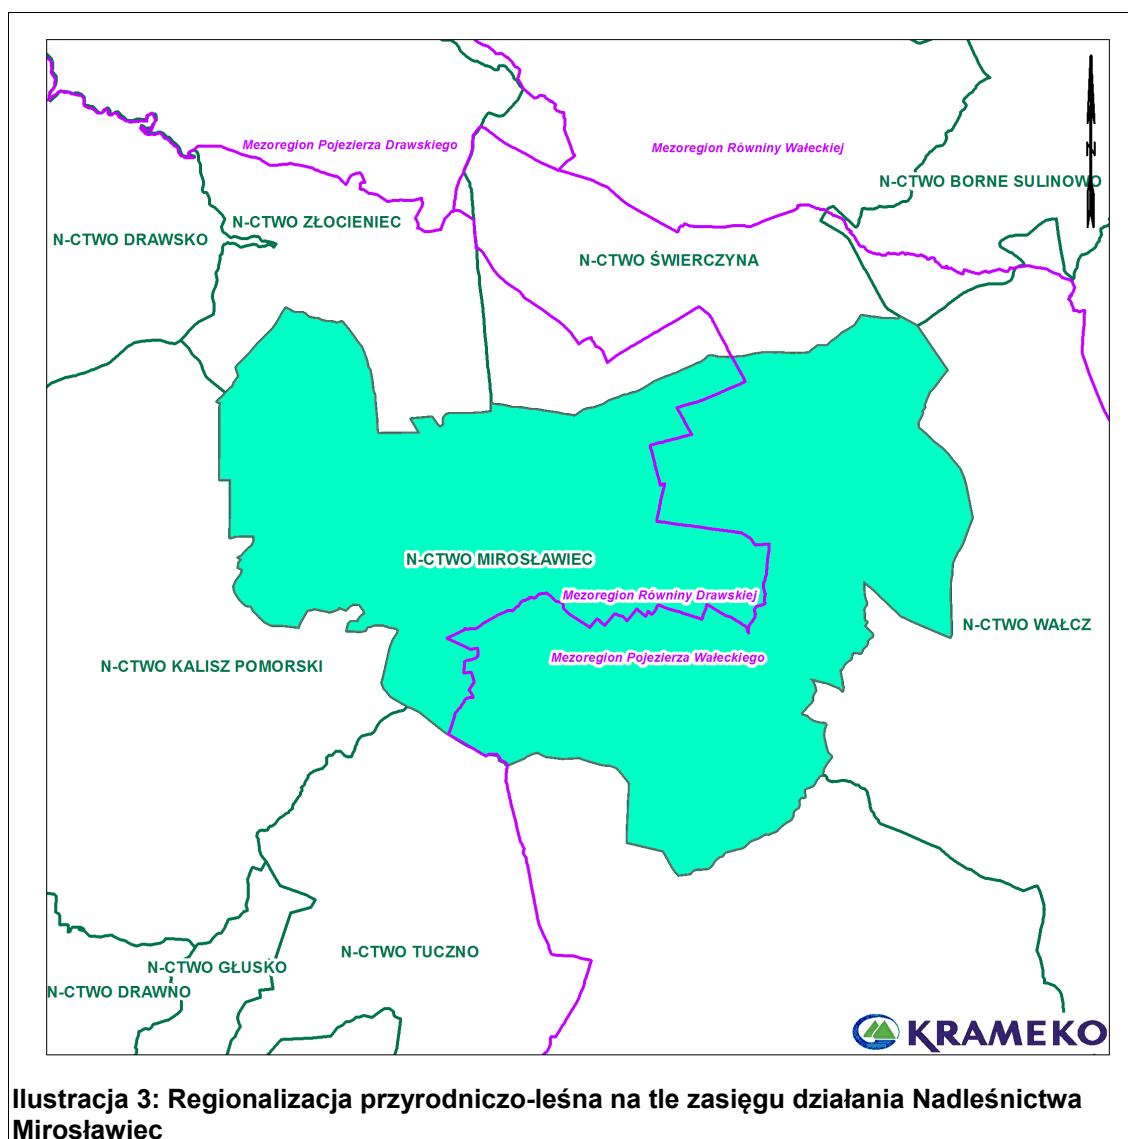 Mezoregion Pojezierza Drawskiego
Mezoregion Równiny Wałeckiej
N
N-CTWO BORNE SULINOWO
N-CTWO ZŁOCIENIEC
N-CTWO DRAWSKO
N-CTWO ŚWIERCZYNA
N-CTWO MIROSŁAWIEC
Mezoregion Równiny Drawskiej
N-CTWO WAŁCZ
Mezoregion Pojezierza Wałeckiego
N-CTWO KALISZ POMORSKI
N-CTWO TUCZNO
N-CTWO GŁUSKO
N-CTWO DRAWNO
KRAMEKO
Ilustracja 3: Regionalizacja przyrodniczo-leśna na tle zasięgu działania Nadleśnictwa
Mirosławiec